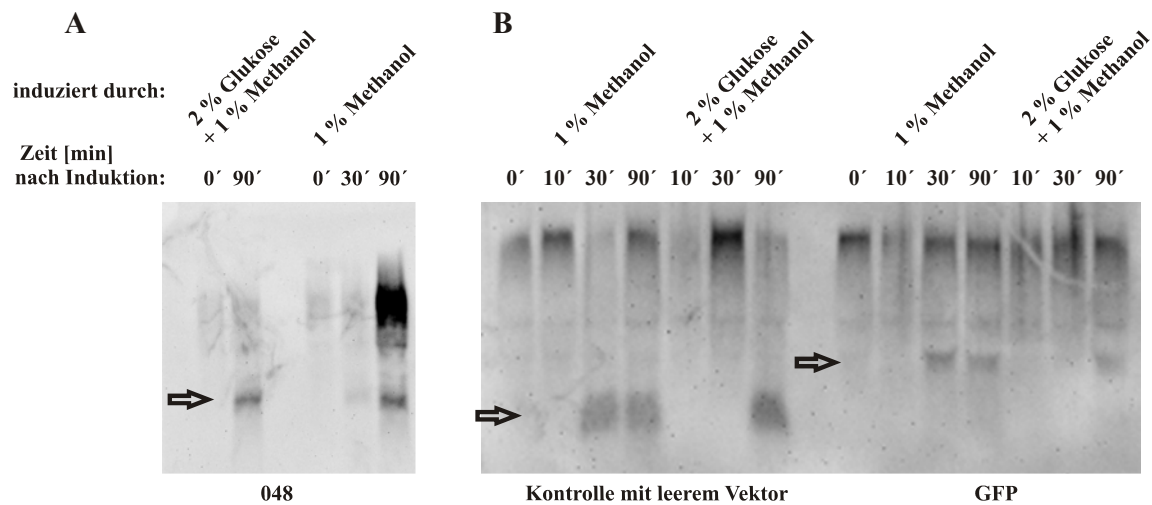 A
B
induziert durch:
2 % Glukose
+ 1 % Methanol
1 % Methanol
1 % Methanol
2 % Glukose
+ 1 % Methanol
1 % Methanol
2 % Glukose
+ 1 % Methanol
Zeit [min]
nach Induktion:
0´ 90´ 0´ 30´ 90´ 0´ 10´ 30´ 90´ 10´ 30´ 90´ 0´ 10´ 30´ 90´ 10´ 30´ 90´
048
Kontrolle mit leerem Vektor
GFP